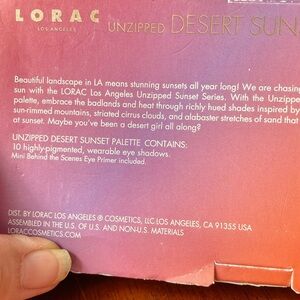 LORAC
LOS ANGELES
UNZIPPED DESERT SUN
Beautiful landscape in LA means stunning sunsets all year long! We are chasing
sun with the LORAC Los Angeles Unzipped Sunset Series. With the Unzippe
palette, embrace the badlands and heat through richly hued shades inspired by
sun-rimmed mountains, striated cirrus clouds, and alabaster stretches of sand that
at sunset. Maybe you've been a desert girl all along?
UNZIPPED DESERT SUNSET PALETTE CONTAINS:
10 highly-pigmented, wearable eye shadows.
Mini Behind the Scenes Eye Primer included.
DIST. BY LORAC LOS ANGELES ® COSMETICS, LLC LOS ANGELES, CA 91355 USA
ASSEMBLED IN THE U.S. OF U.S. AND NON-U.S. MATERIALS
LORACCOSMETICS.COM